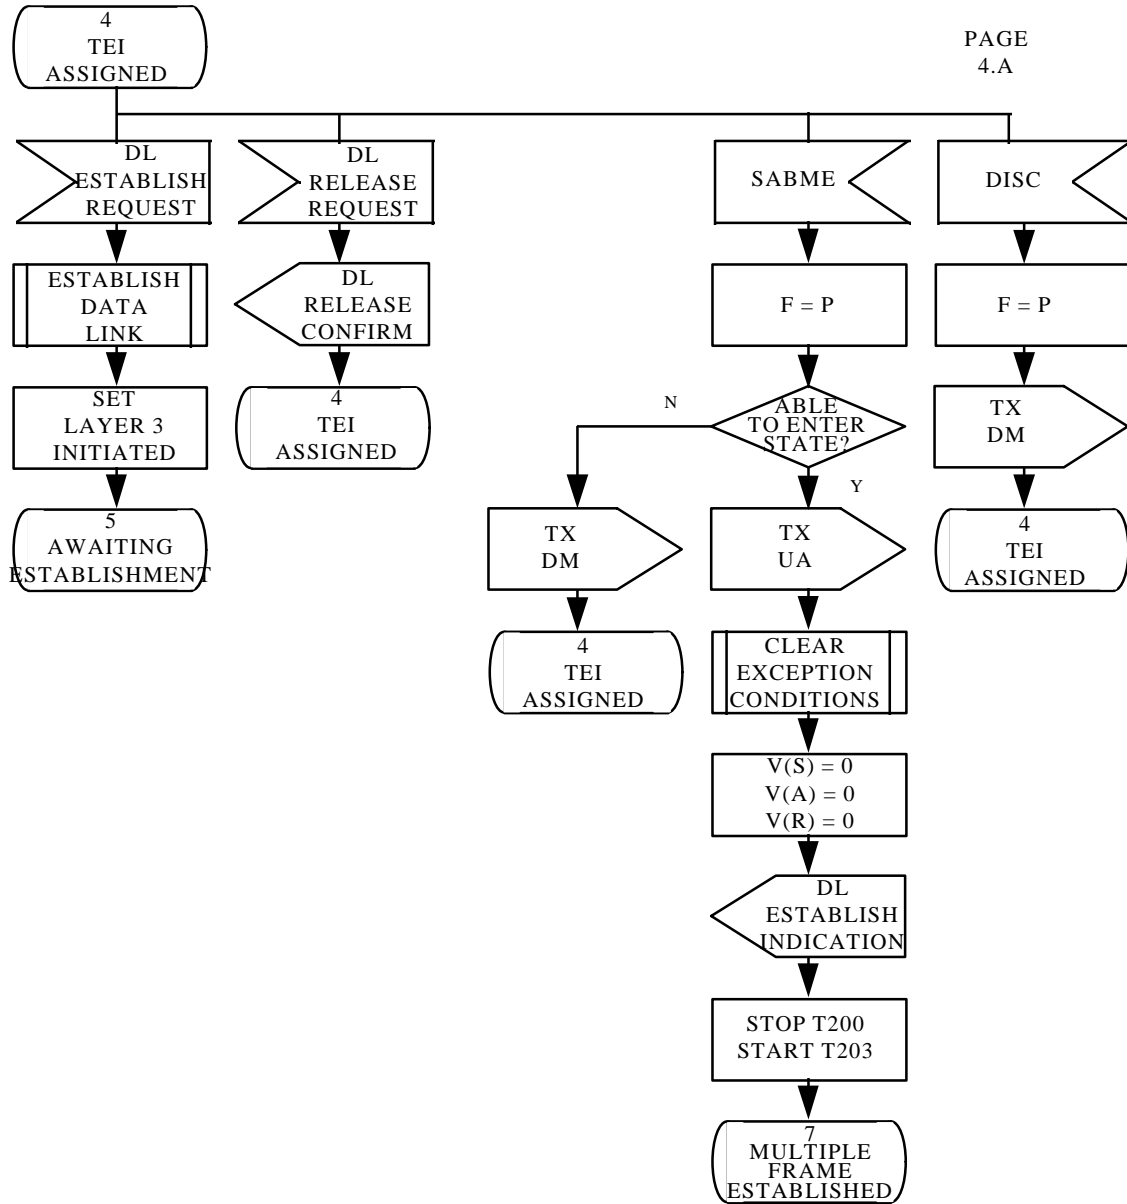 4
TEI
ASSIGNED
PAGE
4.A
DL
ESTABLISH
REQUEST
DL
RELEASE
REQUEST
SABME
DISC
ESTABLISH
DATA
LINK
DL
RELEASE
CONFIRM
F = P
F = P
SET
LAYER 3
INITIATED
4
TEI
ASSIGNED
N
ABLE
TO ENTER
STATE?
Y
TX
DM
5
AWAITING
ESTABLISHMENT
TX
DM
TX
UA
4
TEI
ASSIGNED
4
TEI
ASSIGNED
CLEAR
EXCEPTION
CONDITIONS
V(S) = 0
V(A) = 0
V(R) = 0
DL
ESTABLISH
INDICATION
STOP T200
START T203
7
MULTIPLE
FRAME
ESTABLISHED